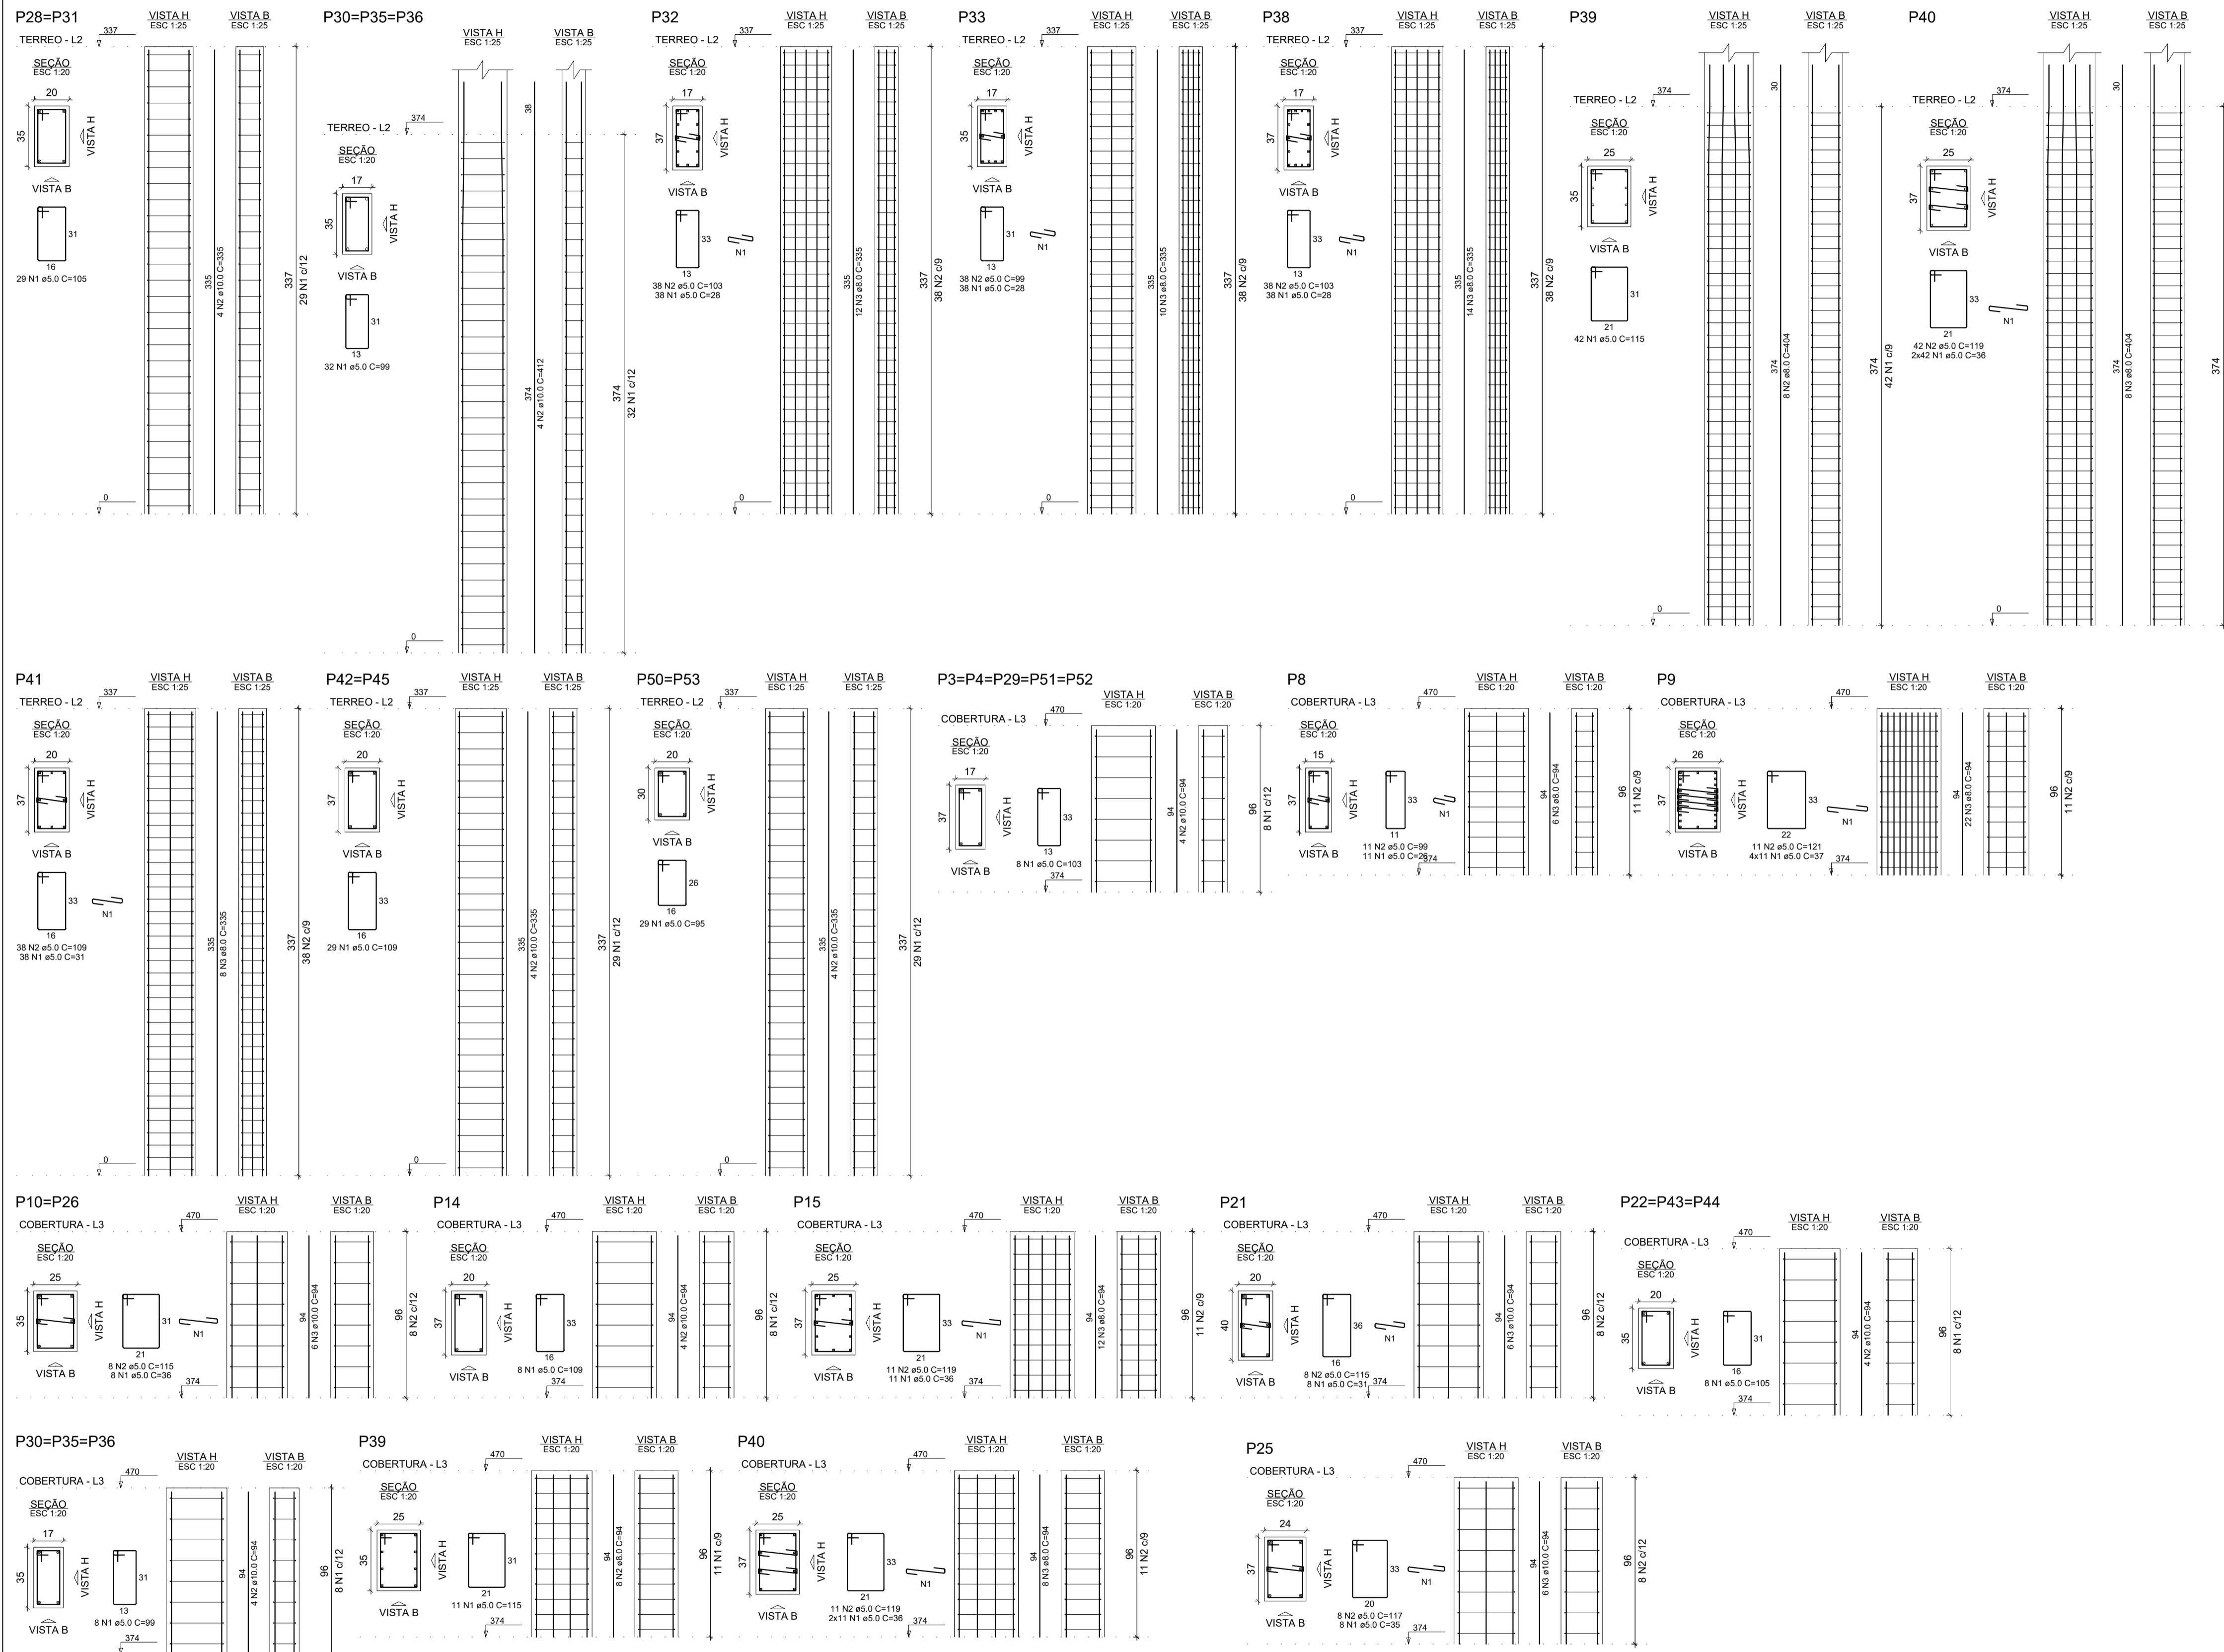 P28=P31
VISTA H
ESC 1:25
VISTA B
ESC 1:25
TERREO - L2
337
SEÇÃO
ESC 1:20
20
35
VISTA H
VISTA B
31
16
29 N1 ø5.0 C=105
335
4 N2 ø10.0 C=335
337
29 N1 c/12
0
P30=P35=P36
VISTA H
ESC 1:25
VISTA B
ESC 1:25
38
TERREO - L2
374
SEÇÃO
ESC 1:20
17
35
VISTA H
VISTA B
31
13
32 N1 ø5.0 C=99
374
4 N2 ø10.0 C=412
374
32 N1 c/12
0
P32
VISTA H
ESC 1:25
VISTA B
ESC 1:25
TERREO - L2
337
SEÇÃO
ESC 1:20
17
37
VISTA H
VISTA B
33
N1
13
38 N2 ø5.0 C=103
38 N1 ø5.0 C=28
335
12 N3 ø8.0 C=335
337
38 N2 c/9
0
P33
VISTA H
ESC 1:25
VISTA B
ESC 1:25
TERREO - L2
337
SEÇÃO
ESC 1:20
17
35
VISTA H
VISTA B
31
N1
13
38 N2 ø5.0 C=99
38 N1 ø5.0 C=28
335
10 N3 ø8.0 C=335
337
38 N2 c/9
0
P38
VISTA H
ESC 1:25
VISTA B
ESC 1:25
TERREO - L2
337
SEÇÃO
ESC 1:20
17
37
VISTA H
VISTA B
33
N1
13
38 N2 ø5.0 C=103
38 N1 ø5.0 C=28
335
14 N3 ø8.0 C=335
337
38 N2 c/9
0
P39
VISTA H
ESC 1:25
VISTA B
ESC 1:25
30
TERREO - L2
374
SEÇÃO
ESC 1:20
25
35
VISTA H
VISTA B
31
21
42 N1 ø5.0 C=115
374
8 N2 ø8.0 C=404
374
42 N1 c/9
0
P40
VISTA H
ESC 1:25
VISTA B
ESC 1:25
30
TERREO - L2
374
SEÇÃO
ESC 1:20
25
37
VISTA H
VISTA B
33
N1
21
42 N2 ø5.0 C=119
2x42 N1 ø5.0 C=36
374
8 N3 ø8.0 C=404
374
0
P41
VISTA H
ESC 1:25
VISTA B
ESC 1:25
TERREO - L2
337
SEÇÃO
ESC 1:20
20
37
VISTA H
VISTA B
33
N1
16
38 N2 ø5.0 C=109
38 N1 ø5.0 C=31
335
8 N3 ø8.0 C=335
337
38 N2 c/9
0
P42=P45
VISTA H
ESC 1:25
VISTA B
ESC 1:25
TERREO - L2
337
SEÇÃO
ESC 1:20
20
37
VISTA H
VISTA B
33
16
29 N1 ø5.0 C=109
335
4 N2 ø10.0 C=335
337
29 N1 c/12
0
P50=P53
VISTA H
ESC 1:25
VISTA B
ESC 1:25
TERREO - L2
337
SEÇÃO
ESC 1:20
20
30
VISTA H
VISTA B
26
16
29 N1 ø5.0 C=95
335
4 N2 ø10.0 C=335
337
29 N1 c/12
0
P3=P4=P29=P51=P52
VISTA H
ESC 1:20
VISTA B
ESC 1:20
COBERTURA - L3
470
SEÇÃO
ESC 1:20
17
37
VISTA H
VISTA B
33
13
8 N1 ø5.0 C=103
374
94
4 N2 ø10.0 C=94
96
8 N1 c/12
P8
VISTA H
ESC 1:20
VISTA B
ESC 1:20
COBERTURA - L3
470
SEÇÃO
ESC 1:20
15
37
VISTA H
VISTA B
33
N1
11
11 N2 ø5.0 C=99
11 N1 ø5.0
374
94
6 N3 ø8.0 C=94
96
11 N2 c/9
P9
VISTA H
ESC 1:20
VISTA B
ESC 1:20
COBERTURA - L3
470
SEÇÃO
ESC 1:20
26
37
VISTA H
VISTA B
33
N1
22
11 N2 ø5.0 C=121
4x11 N1 ø5.0 C=37
374
94
22 N3 ø8.0 C=94
96
11 N2 c/9
P10=P26
VISTA H
ESC 1:20
VISTA B
ESC 1:20
COBERTURA - L3
470
SEÇÃO
ESC 1:20
25
35
VISTA H
VISTA B
31
N1
21
8 N2 ø5.0 C=115
8 N1 ø5.0 C=36
374
94
6 N3 ø10.0 C=94
96
8 N2 c/12
P14
VISTA H
ESC 1:20
VISTA B
ESC 1:20
COBERTURA - L3
470
SEÇÃO
ESC 1:20
20
37
VISTA H
VISTA B
33
16
8 N1 ø5.0 C=109
374
94
4 N2 ø10.0 C=94
96
8 N1 c/12
P15
VISTA H
ESC 1:20
VISTA B
ESC 1:20
COBERTURA - L3
470
SEÇÃO
ESC 1:20
25
37
VISTA H
VISTA B
33
N1
21
11 N2 ø5.0 C=119
11 N1 ø5.0 C=36
374
94
12 N3 ø8.0 C=94
96
11 N2 c/9
P21
VISTA H
ESC 1:20
VISTA B
ESC 1:20
COBERTURA - L3
470
SEÇÃO
ESC 1:20
20
40
VISTA H
VISTA B
36
N1
16
8 N2 ø5.0 C=115
8 N1 ø5.0 C=31
374
94
6 N3 ø10.0 C=94
96
8 N2 c/12
P22=P43=P44
VISTA H
ESC 1:20
VISTA B
ESC 1:20
COBERTURA - L3
470
SEÇÃO
ESC 1:20
20
35
VISTA H
VISTA B
31
16
8 N1 ø5.0 C=105
374
94
4 N2 ø10.0 C=94
96
8 N1 c/12
P30=P35=P36
VISTA H
ESC 1:20
VISTA B
ESC 1:20
COBERTURA - L3
470
SEÇÃO
ESC 1:20
17
35
VISTA H
VISTA B
31
13
8 N1 ø5.0 C=99
374
94
4 N2 ø10.0 C=94
96
8 N1 c/12
P39
VISTA H
ESC 1:20
VISTA B
ESC 1:20
COBERTURA - L3
470
SEÇÃO
ESC 1:20
25
35
VISTA H
VISTA B
31
21
11 N1 ø5.0 C=115
374
94
8 N2 ø8.0 C=94
96
11 N1 c/9
P40
VISTA H
ESC 1:20
VISTA B
ESC 1:20
COBERTURA - L3
470
SEÇÃO
ESC 1:20
25
37
VISTA H
VISTA B
33
N1
21
11 N2 ø5.0 C=119
2x11 N1 ø5.0 C=36
374
94
8 N3 ø8.0 C=94
96
11 N2 c/9
P25
VISTA H
ESC 1:20
VISTA B
ESC 1:20
COBERTURA - L3
470
SEÇÃO
ESC 1:20
24
37
VISTA H
VISTA B
33
N1
20
8 N2 ø5.0 C=117
8 N1 ø5.0 C=35
374
94
6 N3 ø10.0 C=94
96
8 N2 c/12